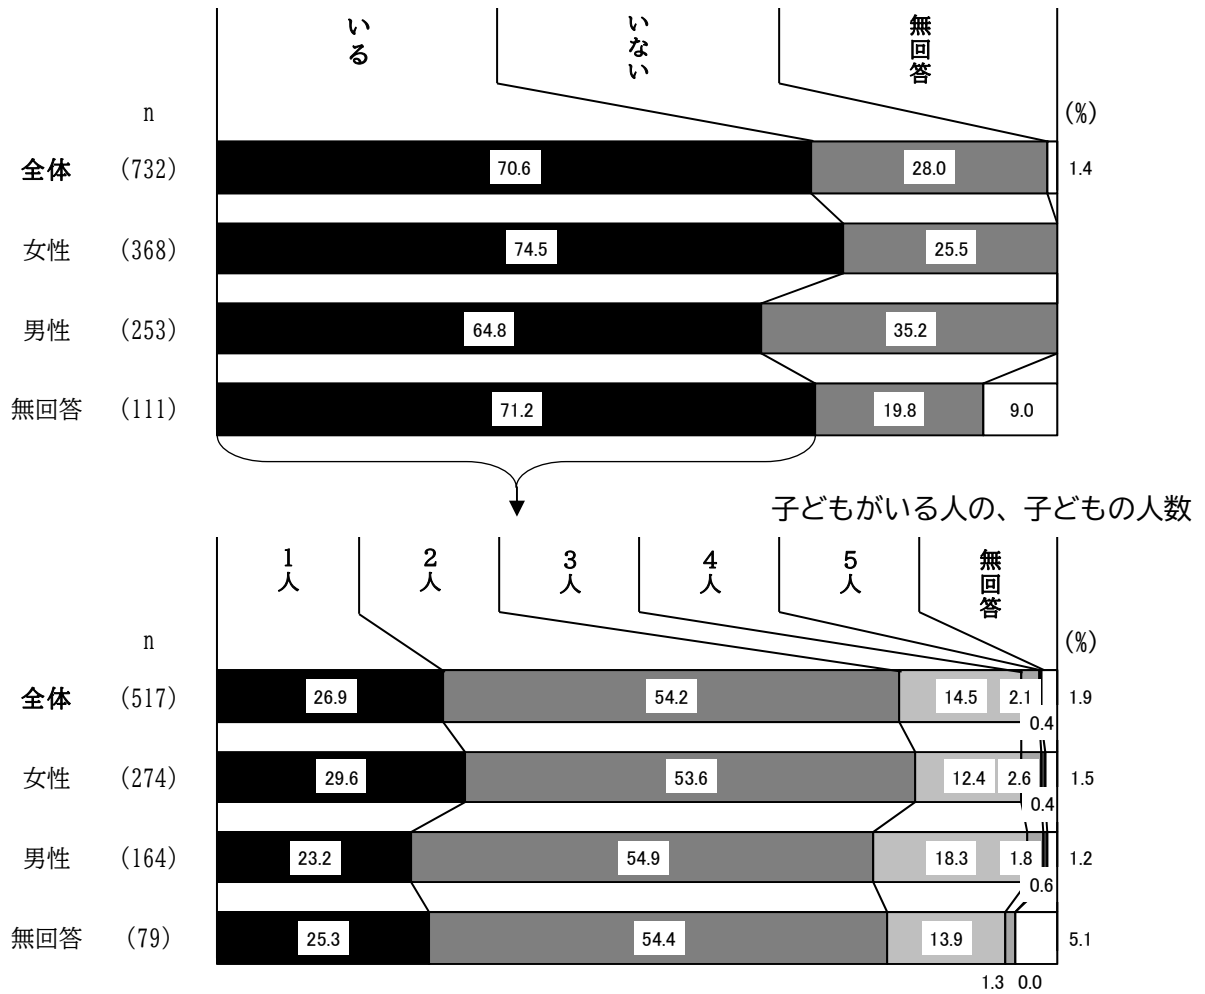 いる
いない
無回答
n
(%)
全体 (732) 70.6 28.0 1.4
女性 (368) 74.5 25.5
男性 (253) 64.8 35.2
無回答 (111) 71.2 19.8 9.0
子どもがいる人の、子どもの人数
1人
2人
3人
4人
5人
無回答
n
(%)
全体 (517) 26.9 54.2 14.5 2.1 1.9
0.4
女性 (274) 29.6 53.6 12.4 2.6 1.5
0.4
男性 (164) 23.2 54.9 18.3 1.8 1.2
0.6
無回答 (79) 25.3 54.4 13.9 5.1
1.3 0.0